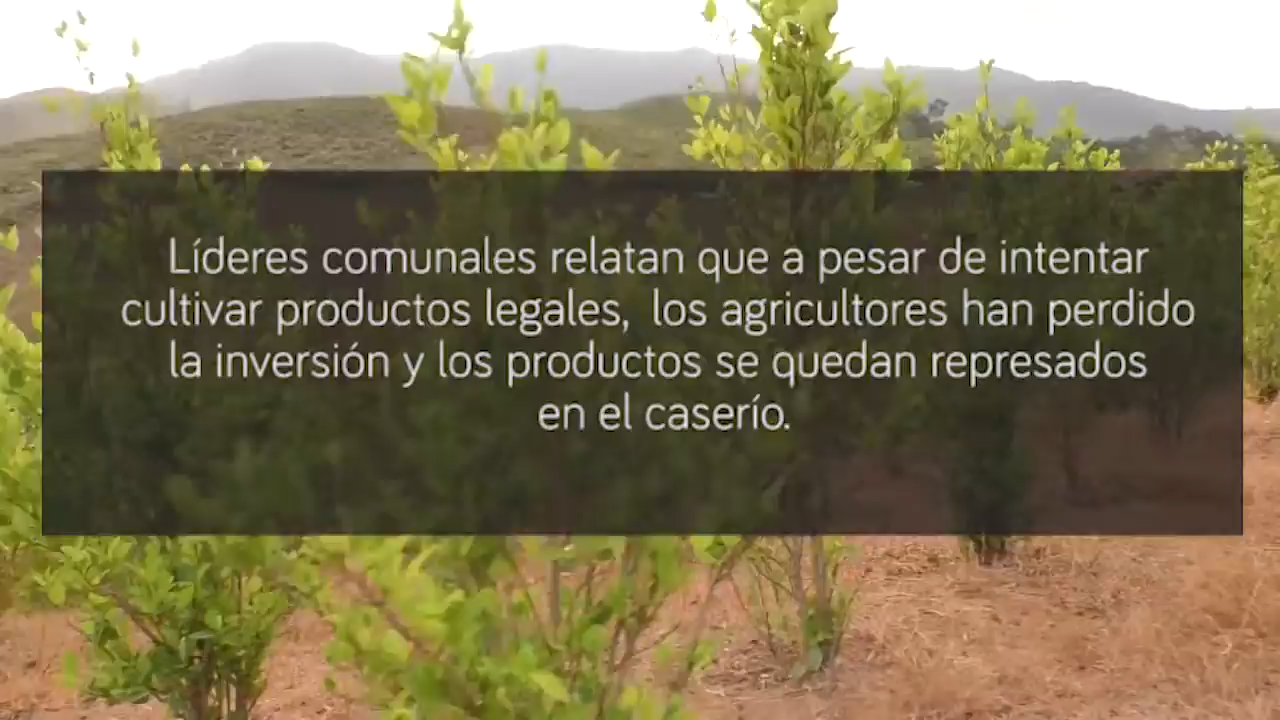 Líderes comunales relatan que a pesar de intentar
cultivar productos legales, los agricultores han perdido
la inversión y los productos se quedan represados
en el caserío.